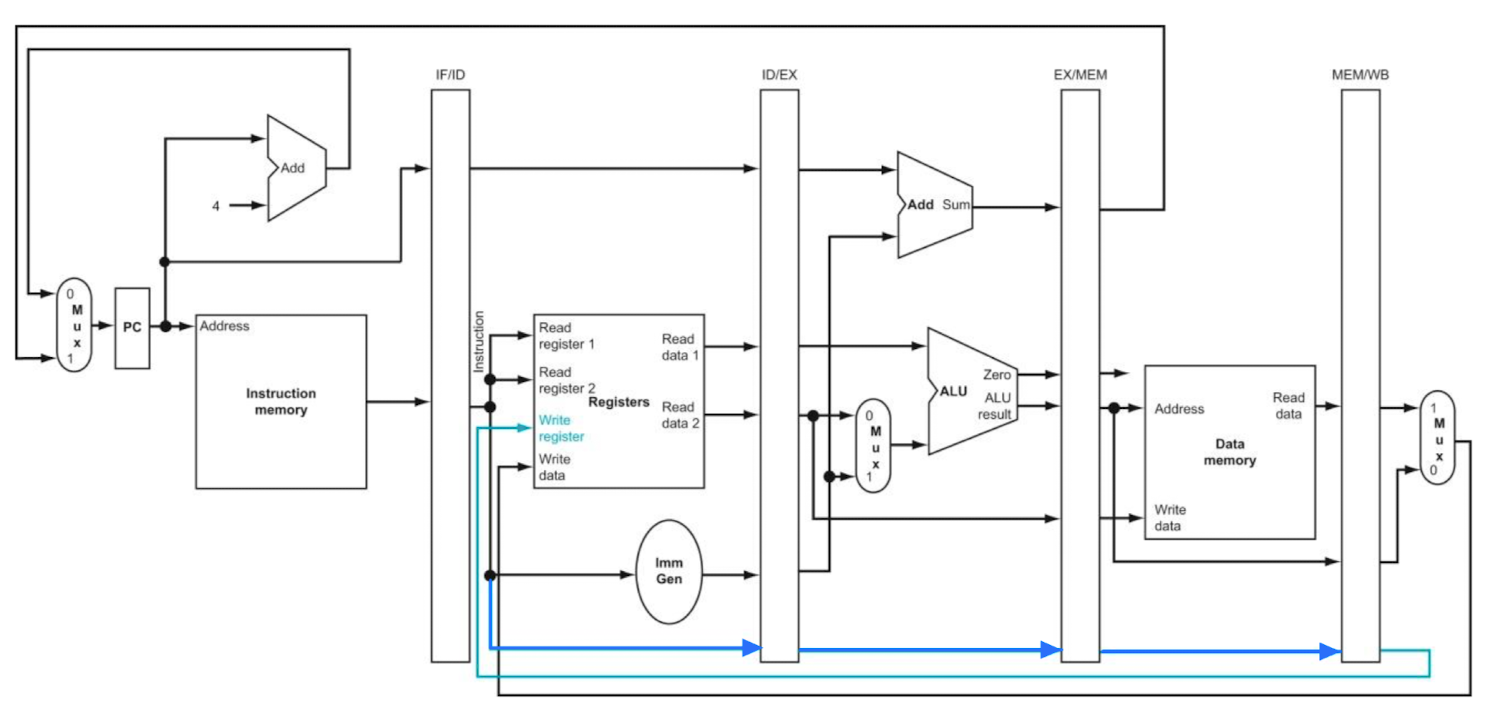 IF/ID
ID/EX
EX/MEM
MEM/WB
Add
4
Add Sum
0
M
u
x
1
PC
Address
Instruction
memory
Instruction
Read
register 1
Read
register 2
Write
register
Write
data
Registers
Read
data 1
Read
data 2
Imm
Gen
0
M
u
x
1
ALU
Zero
ALU
result
Address
Read
data
Data
memory
Write
data
1
M
u
x
0